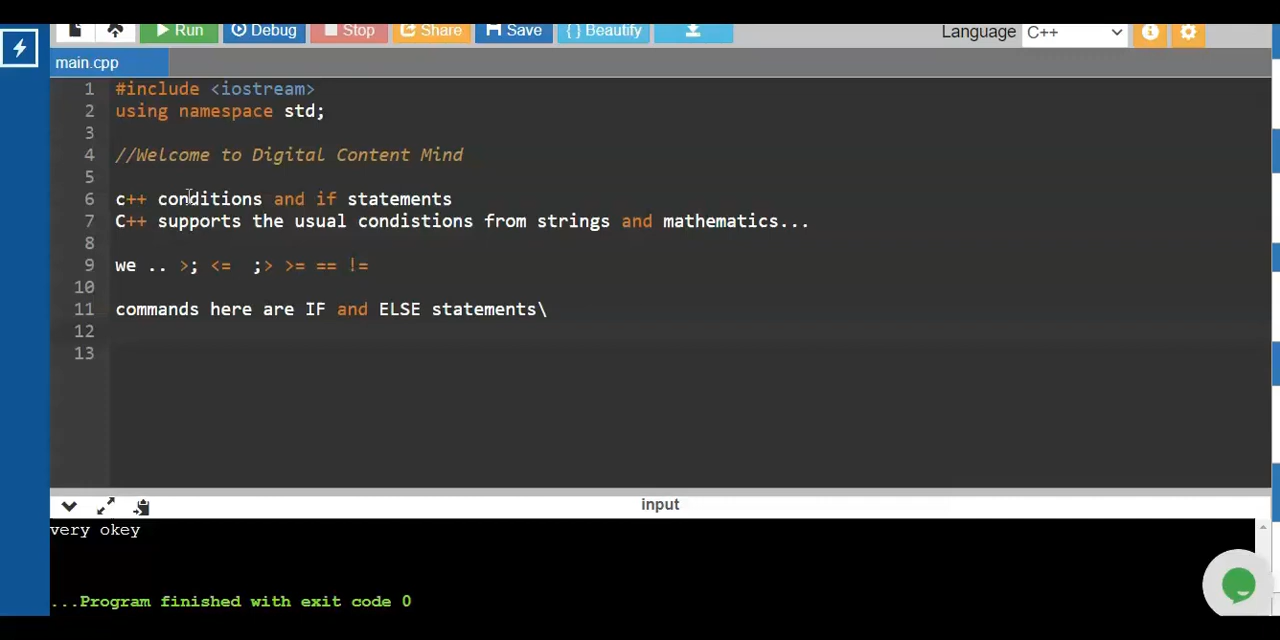 Run Debug Stop Share Save { } Beautify Language C++
main.cpp
1 #include <iostream>
2 using namespace std;
3
4 //Welcome to Digital Content Mind
5
6 c++ conditions and if statements
7 C++ supports the usual condistions from strings and mathematics...
8
9 we .. >; <= ;> >= == !=
10
11 commands here are IF and ELSE statements\
12
13
input
very okey
...Program finished with exit code 0